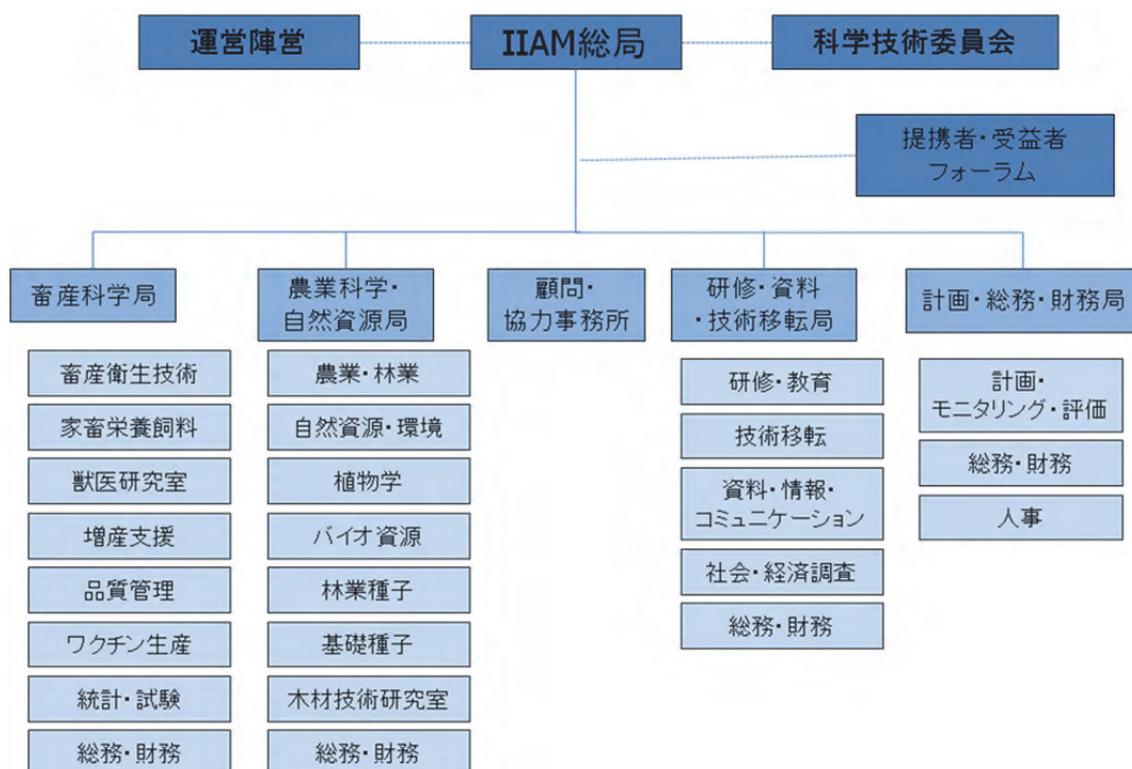 運営陣営
IIAM総局
科学技術委員会
提携者・受益者
フォーラム
畜産科学局
農業科学・
自然資源局
顧問・
協力事務所
研修・資料
・技術移転局
計画・総務・財務局
畜産衛生技術
家畜栄養飼料
獣医研究室
増産支援
品質管理
ワクチン生産
統計・試験
総務・財務
農業・林業
自然資源・環境
植物学
バイオ資源
林業種子
基礎種子
木材技術研究室
総務・財務
研修・教育
技術移転
資料・情報・
コミュニケーション
社会・経済調査
総務・財務
計画・
モニタリング・評価
総務・財務
人事